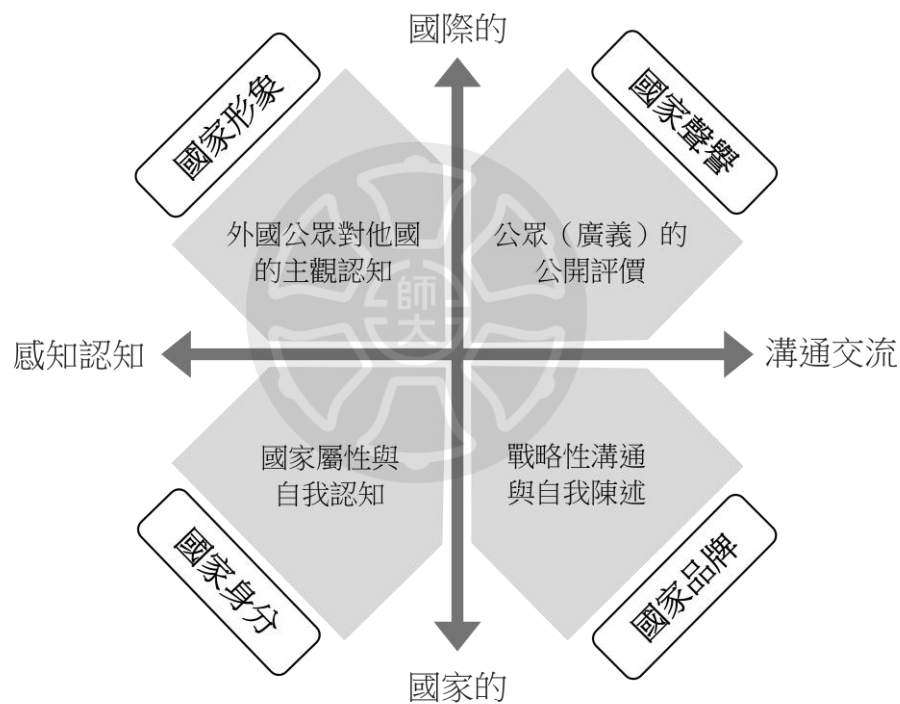 國際的
國家形象
國家聲譽
外國公眾對他國
的主觀認知
公眾（廣義）的
公開評價
師大
感知認知
溝通交流
國家屬性與
自我認知
戰略性溝通
與自我陳述
國家身分
國家品牌
國家的